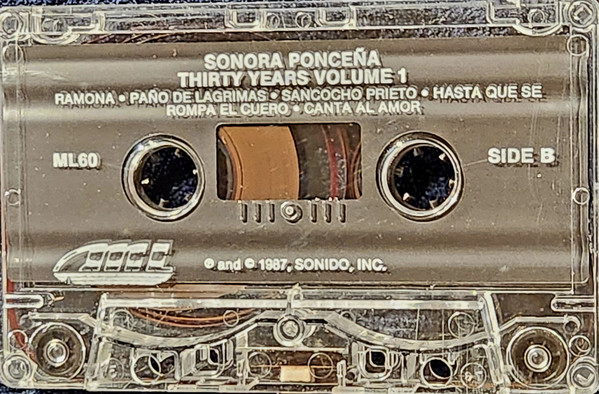 SONORA PONCEÑA
THIRTY YEARS VOLUME 1
RAMONA • PAÑO DE LAGRIMAS • SANCOCHO PRIETO • HASTA QUE SE
ROMPA EL CUERO • CANTA AL AMOR
ML60
SIDE B
℗ and © 1987, SONIDO, INC.